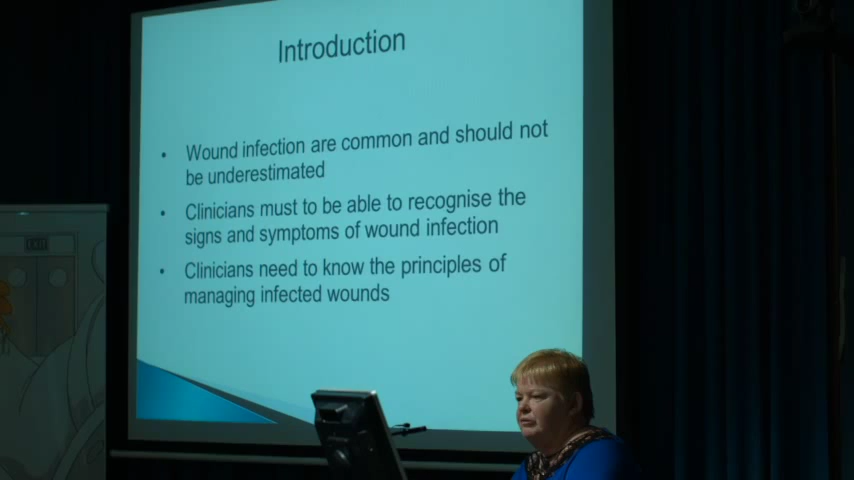 Introduction
• Wound infection are common and should not
be underestimated
• Clinicians must to be able to recognise the
signs and symptoms of wound infection
• Clinicians need to know the principles of
managing infected wounds
EXIT